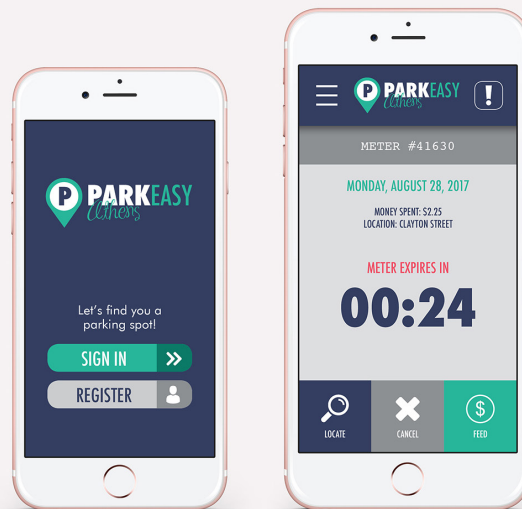 P PARKEASY
Athens
Let's find you a
parking spot!
SIGN IN
REGISTER
P PARKEASY
Athens
!
METER #41630
MONDAY, AUGUST 28, 2017
MONEY SPENT: $2.25
LOCATION: CLAYTON STREET
METER EXPIRES IN
00:24
$
LOCATE CANCEL FEED